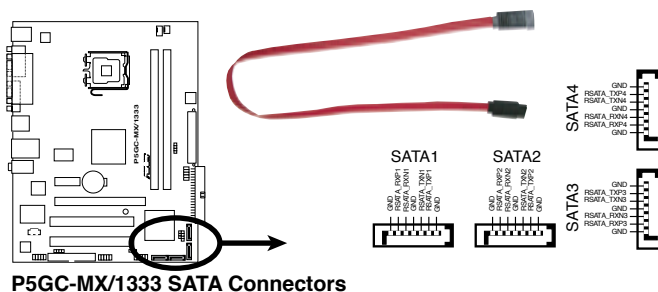 P5GC-MX/1333
SATA1
GND
RSATA_RXP1
RSATA_RXN1
GND
RSATA_TXN1
RSATA_TXP1
GND
SATA2
GND
RSATA_RXP2
RSATA_RXN2
GND
RSATA_TXN2
RSATA_TXP2
GND
SATA4
GND
RSATA_TXP4
RSATA_TXN4
GND
RSATA_RXN4
RSATA_RXP4
GND
SATA3
GND
RSATA_TXP3
RSATA_TXN3
GND
RSATA_RXN3
RSATA_RXP3
GND
P5GC-MX/1333 SATA Connectors